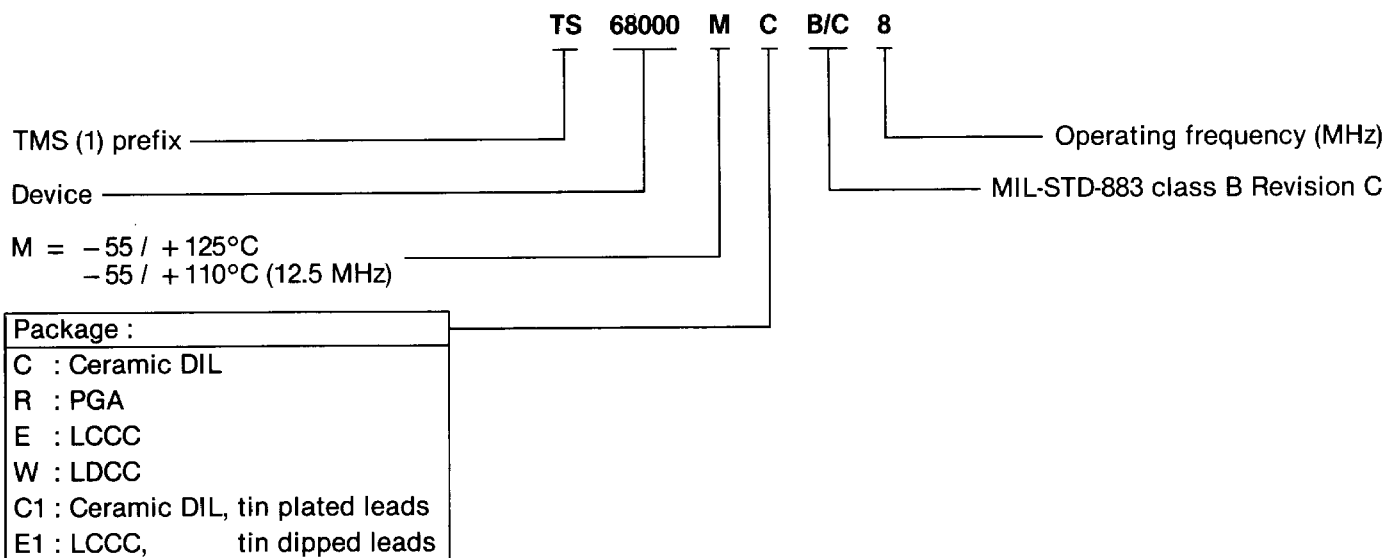 TS 68000 M C B/C 8
TMS (1) prefix
Operating frequency (MHz)
Device
MIL-STD-883 class B Revision C
M = −55 / +125°C
−55 / +110°C (12.5 MHz)
Package :
C : Ceramic DIL
R : PGA
E : LCCC
W : LDCC
C1 : Ceramic DIL, tin plated leads
E1 : LCCC, tin dipped leads